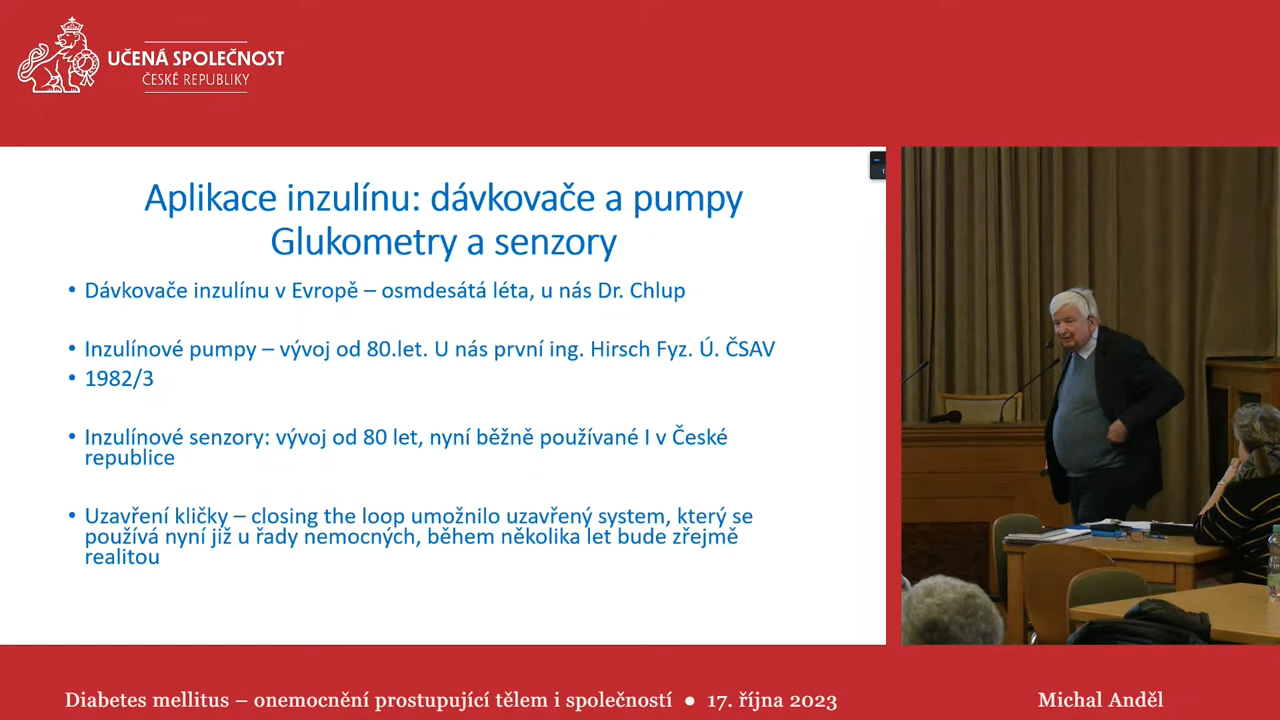 UČENÁ SPOLEČNOST
ČESKÉ REPUBLIKY
Aplikace inzulínu: dávkovače a pumpy
Glukometry a senzory
• Dávkovače inzulínu v Evropě – osmdesátá léta, u nás Dr. Chlup
• Inzulínové pumpy – vývoj od 80.let. U nás první ing. Hirsch Fyz. Ú. ČSAV
• 1982/3
• Inzulínové senzory: vývoj od 80 let, nyní běžně používané I v České
republice
• Uzavření kličky – closing the loop umožnilo uzavřený system, který se
používá nyní již u řady nemocných, během několika let bude zřejmě
realitou
Diabetes mellitus – onemocnění prostupující tělem i společností ● 17. října 2023
Michal Anděl